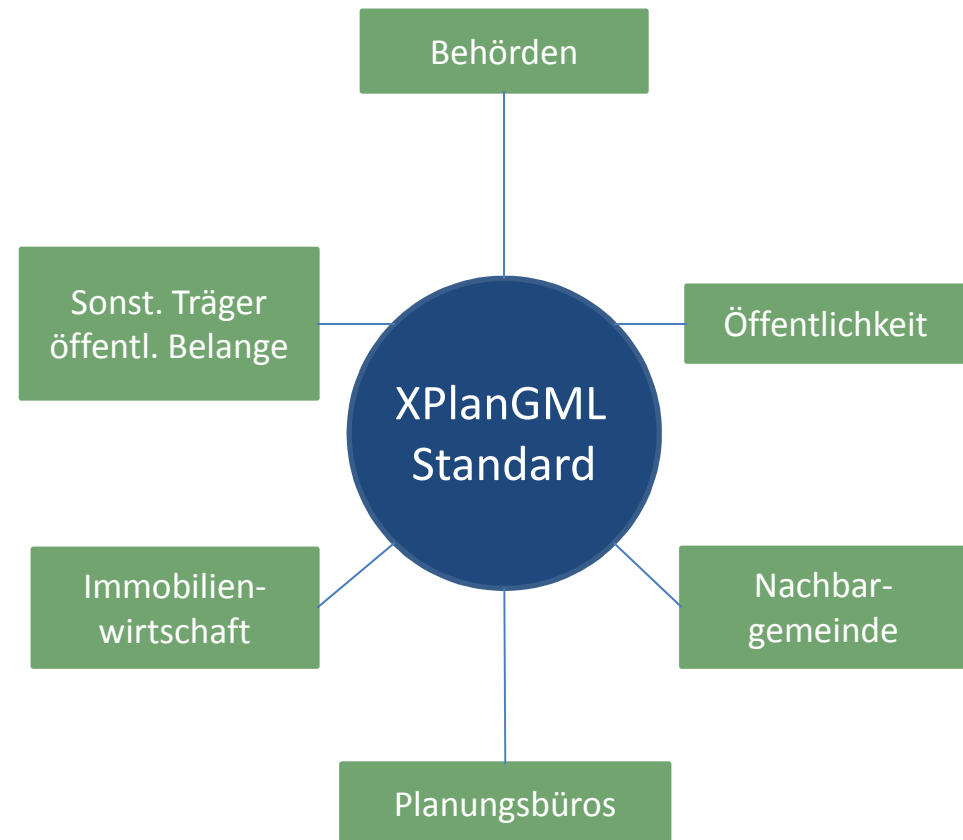 Behörden
Sonst. Träger
öffentl. Belange
Öffentlichkeit
XPlanGML
Standard
Immobilien-
wirtschaft
Nachbar-
gemeinde
Planungsbüros